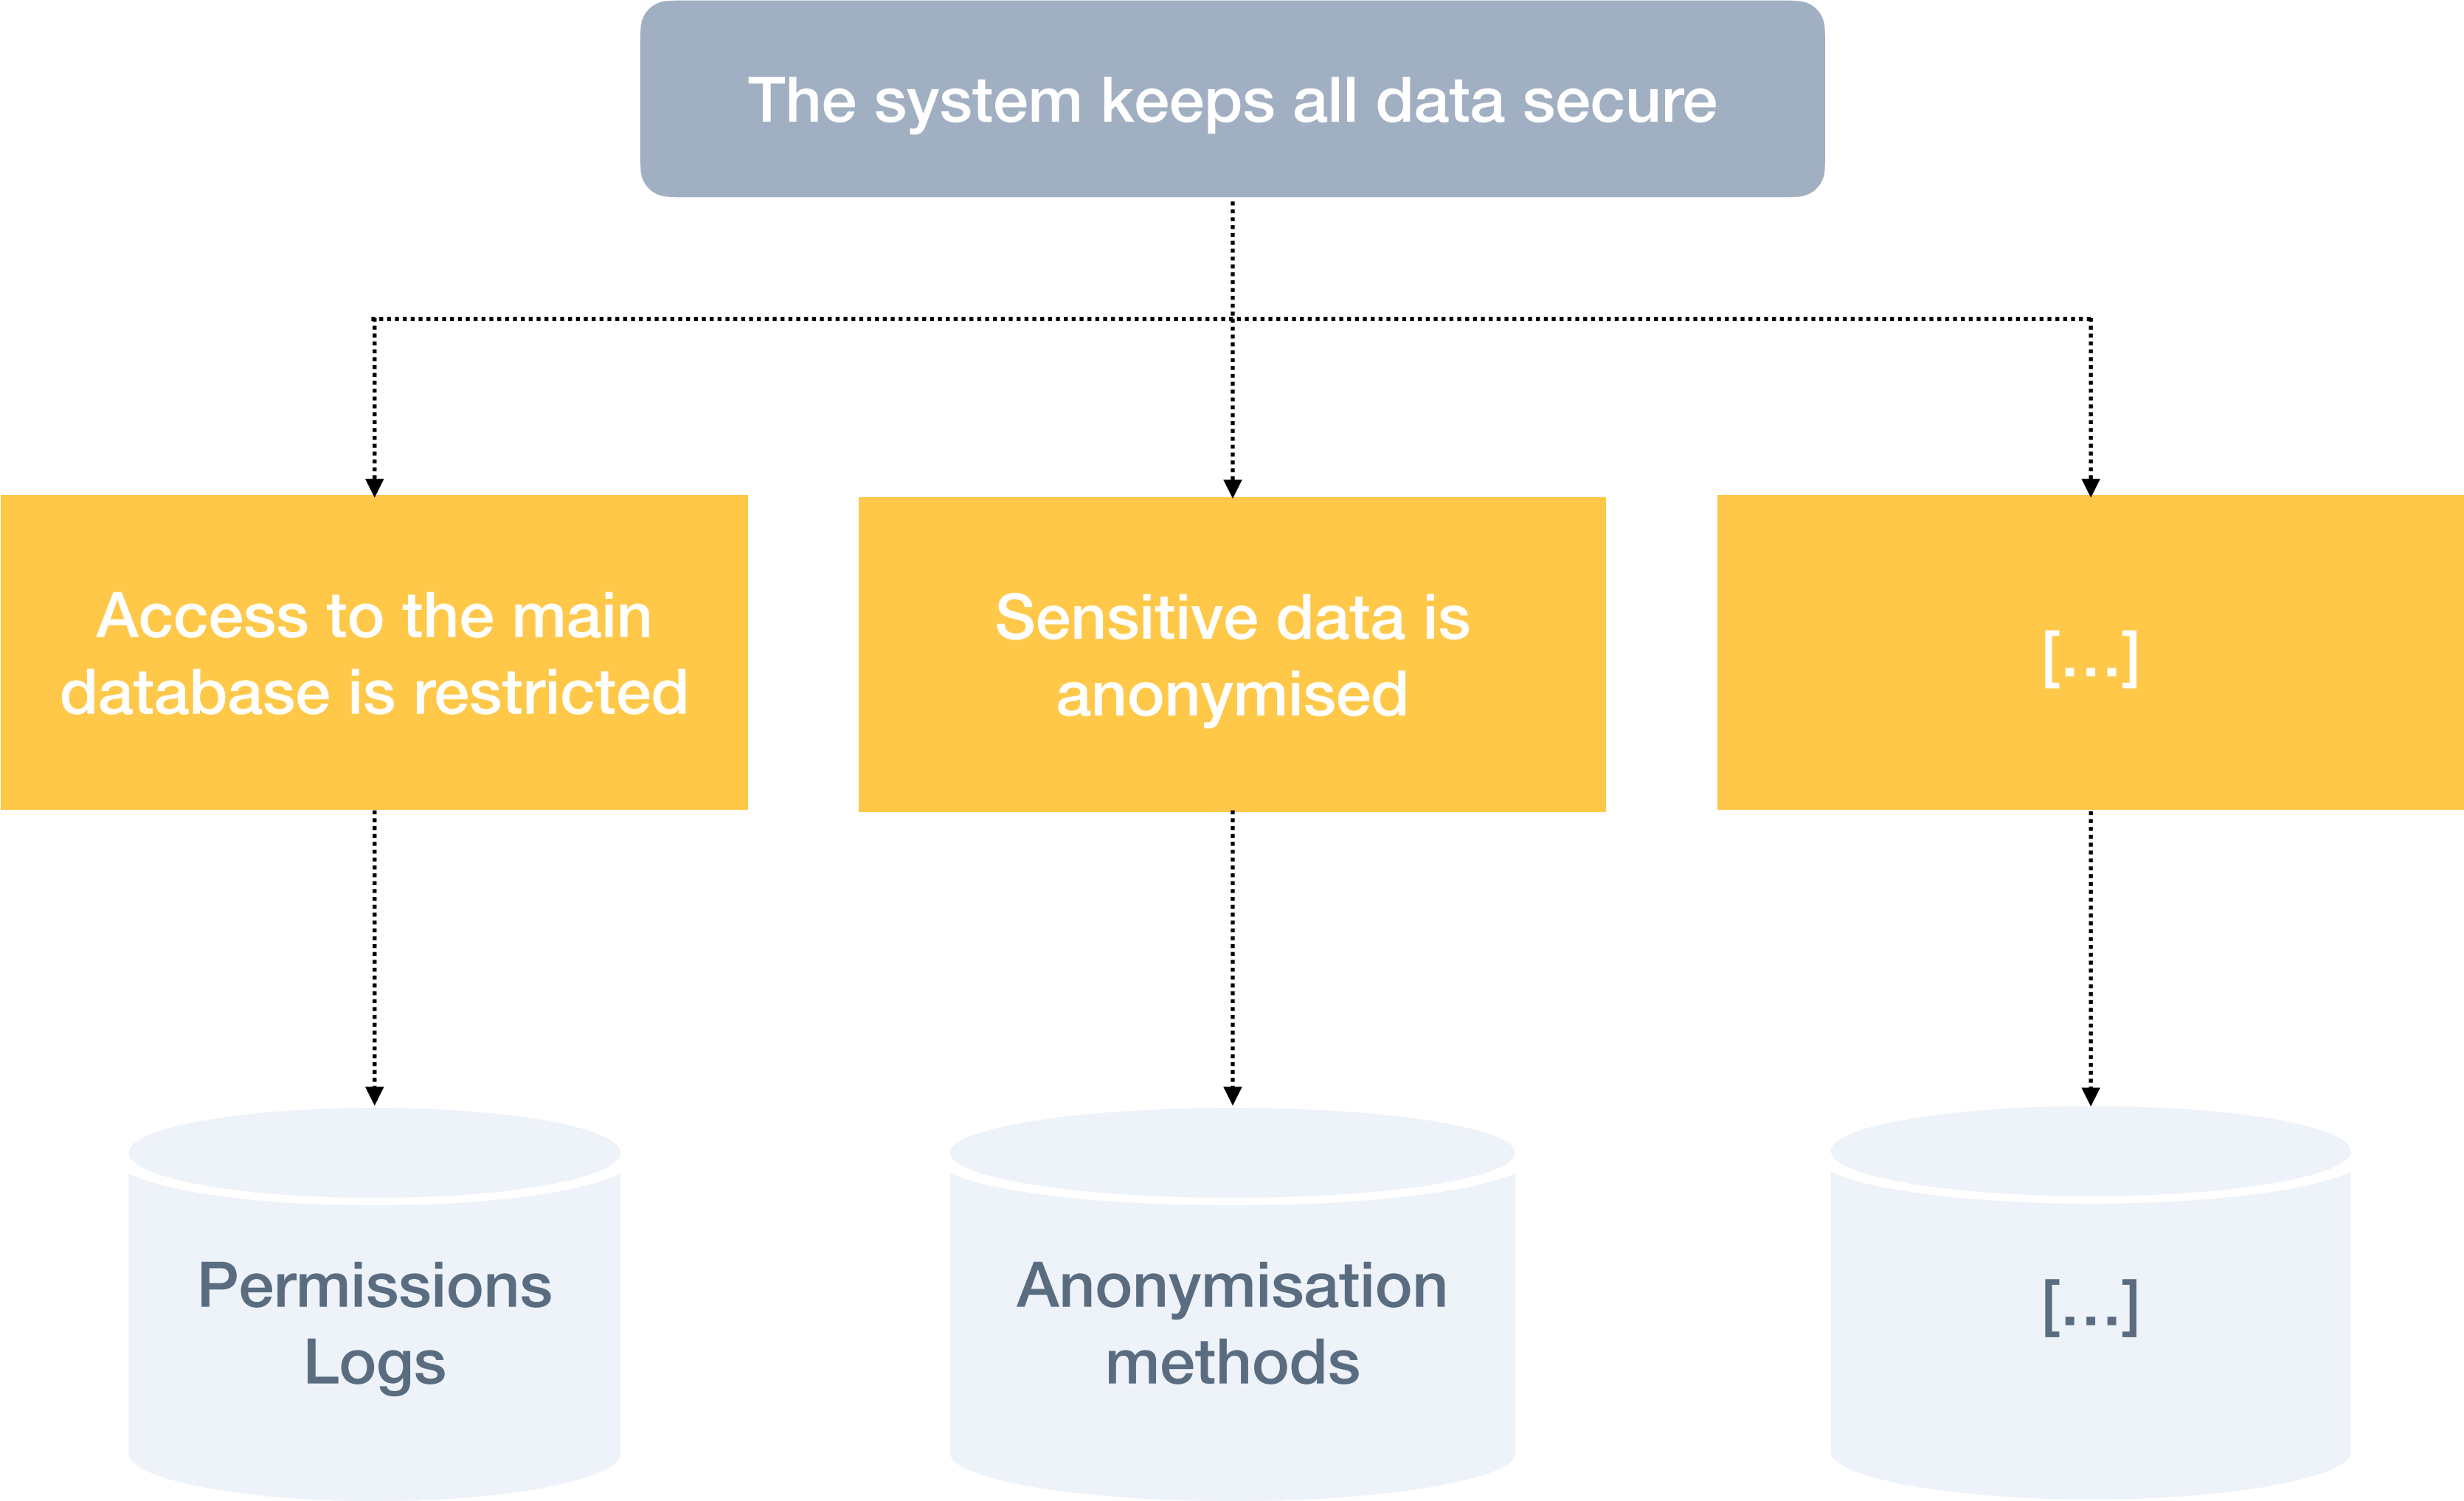 The system keeps all data secure
Access to the main
database is restricted
Sensitive data is
anonymised
[...]
Permissions
Logs
Anonymisation
methods
[...]